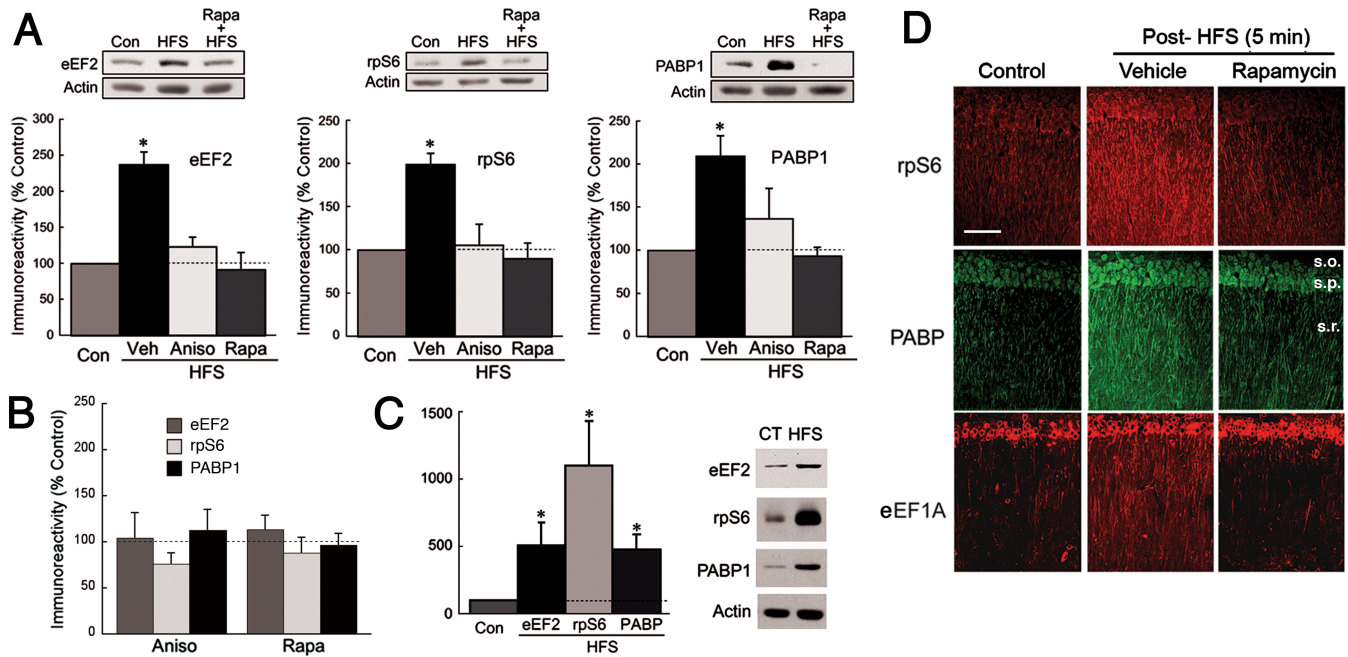 A
Con HFS Rapa + HFS
eEF2
Actin
Immunoreactivity (% Control)
300
250
200
150
100
50
0
*
eEF2
Con Veh Aniso Rapa
HFS
Con HFS Rapa + HFS
rpS6
Actin
Immunoreactivity (% Control)
250
200
150
100
50
0
*
rpS6
Con Veh Aniso Rapa
HFS
Con HFS Rapa + HFS
PABP1
Actin
Immunoreactivity (% Control)
250
200
150
100
50
0
*
PABP1
Con Veh Aniso Rapa
HFS
B
Immunoreactivity (% Control)
250
200
150
100
50
0
eEF2
rpS6
PABP1
Aniso Rapa
C
1500
1000
500
0
* * *
Con eEF2 rpS6 PABP
HFS
CT HFS
eEF2
rpS6
PABP1
Actin
D
Post- HFS (5 min)
Control Vehicle Rapamycin
rpS6
PABP
s.o.
s.p.
s.r.
eEF1A